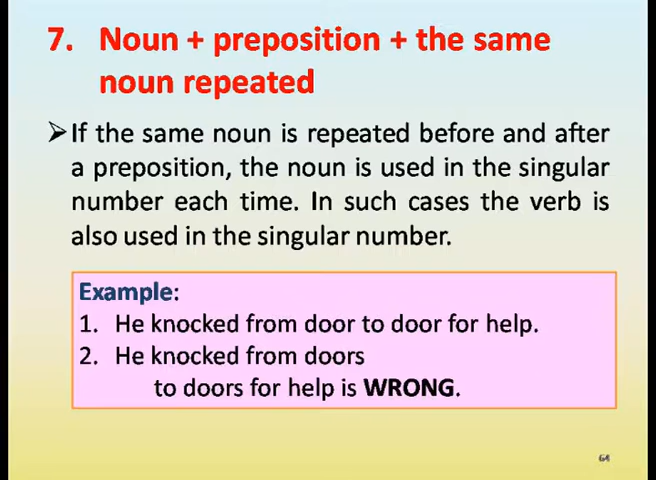 7. Noun + preposition + the same
noun repeated
➢If the same noun is repeated before and after
a preposition, the noun is used in the singular
number each time. In such cases the verb is
also used in the singular number.
Example:
1. He knocked from door to door for help.
2. He knocked from doors
to doors for help is WRONG.
64